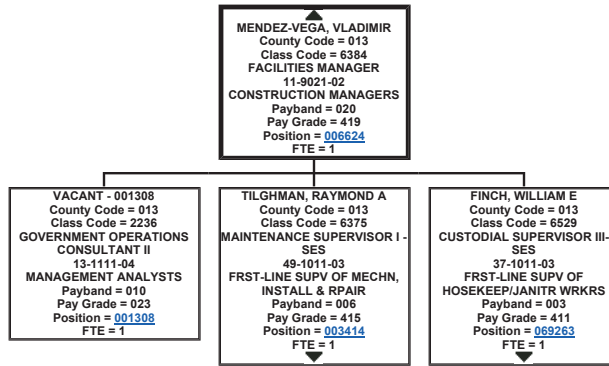 MENDEZ-VEGA, VLADIMIR
County Code = 013
Class Code = 6384
FACILITIES MANAGER
11-9021-02
CONSTRUCTION MANAGERS
Payband = 020
Pay Grade = 419
Position = 006624
FTE = 1
VACANT - 001308
County Code = 013
Class Code = 2236
GOVERNMENT OPERATIONS
CONSULTANT II
13-1111-04
MANAGEMENT ANALYSTS
Payband = 010
Pay Grade = 023
Position = 001308
FTE = 1
TILGHMAN, RAYMOND A
County Code = 013
Class Code = 6375
MAINTENANCE SUPERVISOR I -
SES
49-1011-03
FRST-LINE SUPV OF MECHN,
INSTALL & RPAIR
Payband = 006
Pay Grade = 415
Position = 003414
FTE = 1
FINCH, WILLIAM E
County Code = 013
Class Code = 6529
CUSTODIAL SUPERVISOR III-
SES
37-1011-03
FRST-LINE SUPV OF
HOSEKEEP/JANITR WRKRS
Payband = 003
Pay Grade = 411
Position = 069263
FTE = 1